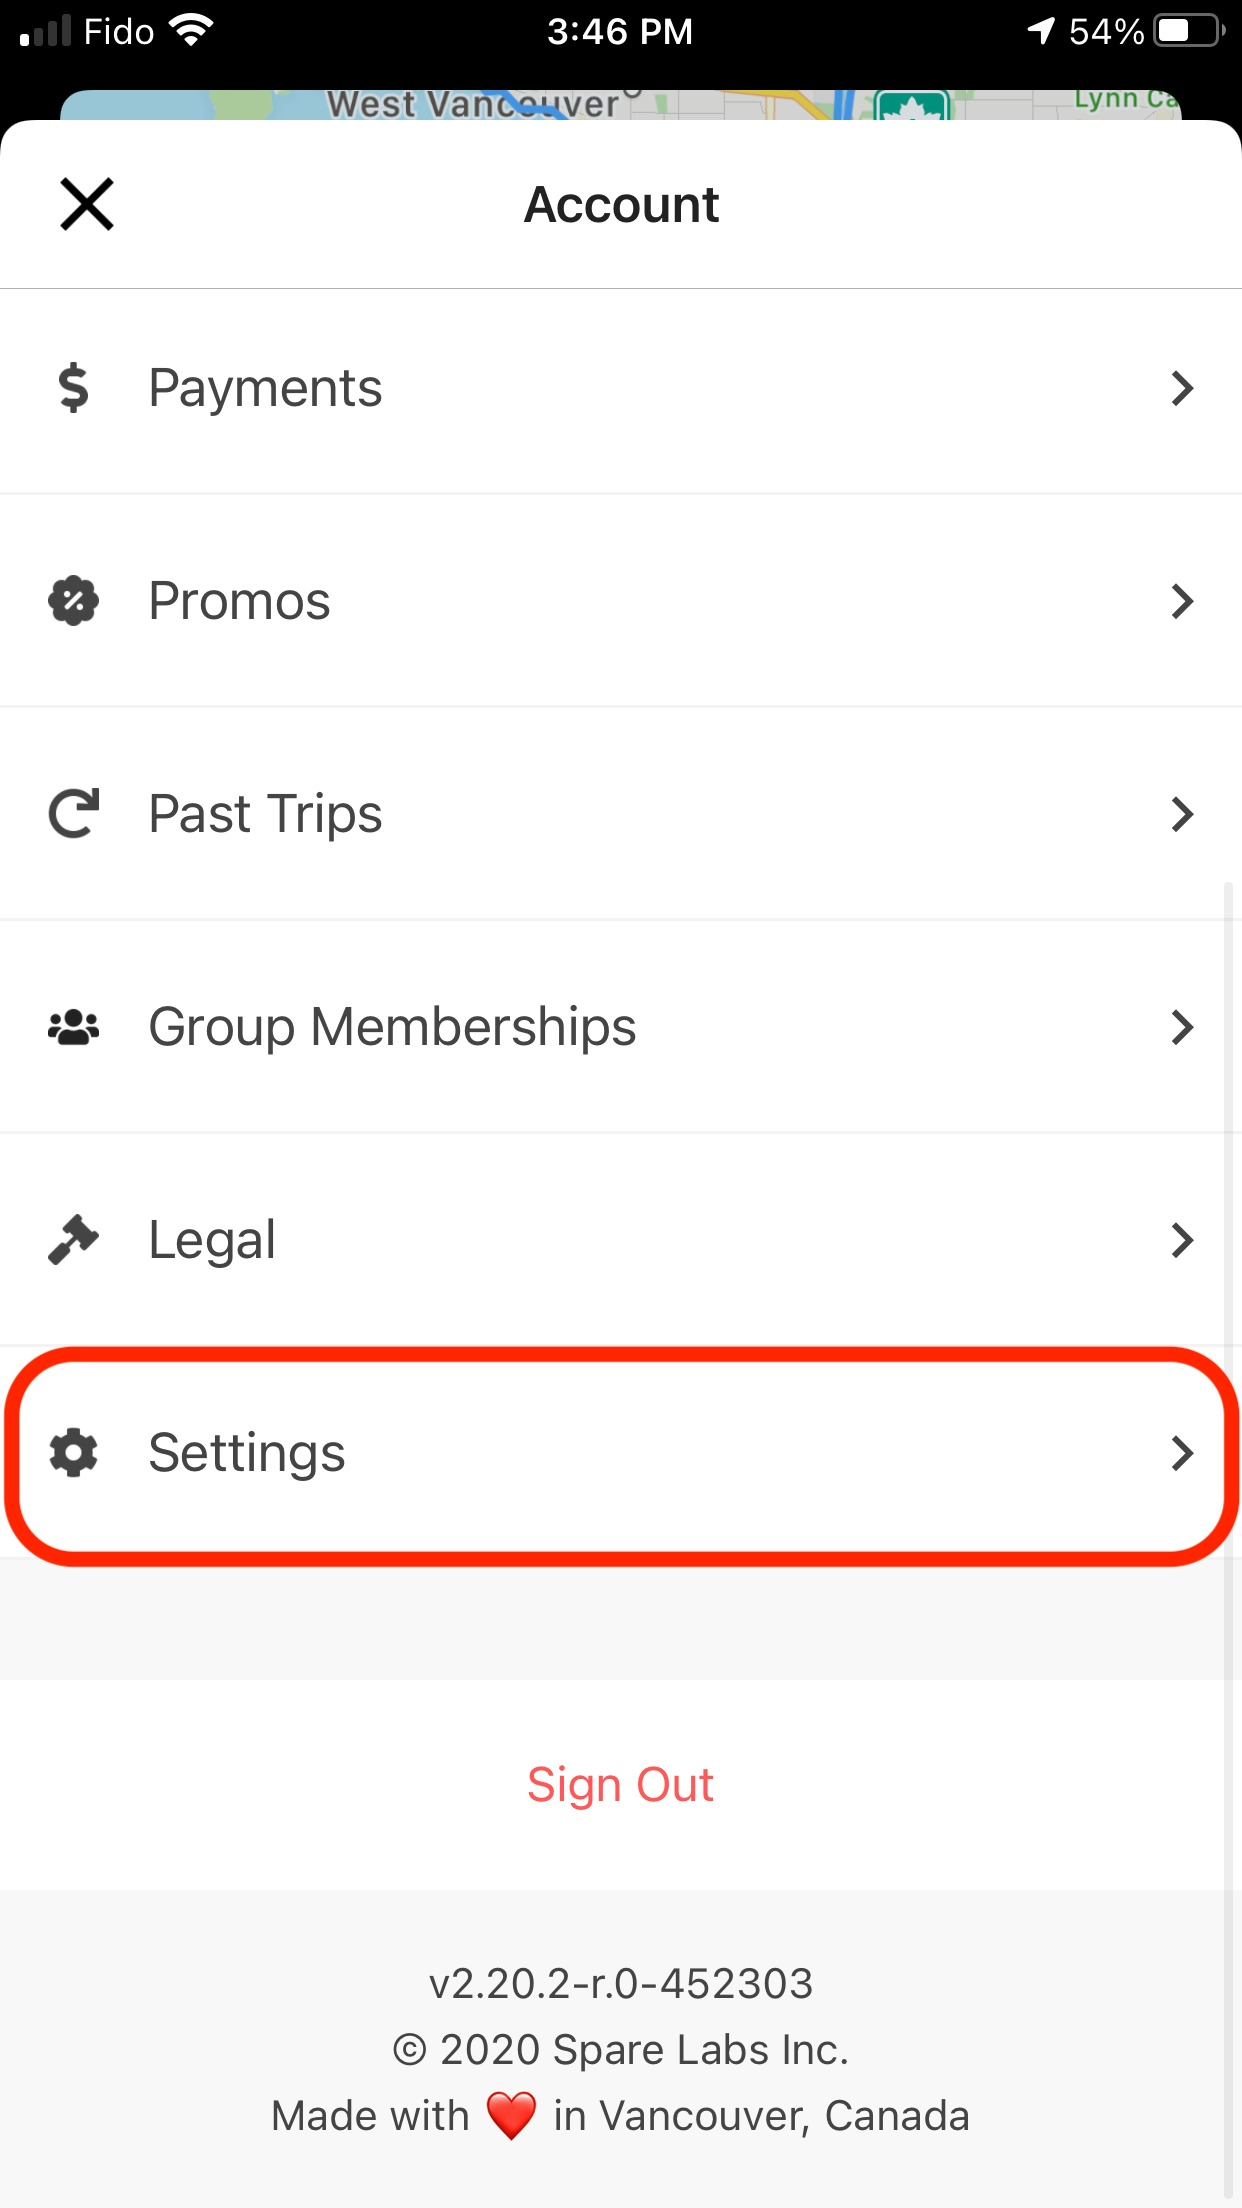 Fido
3:46 PM
54%
West Vancouver
Lynn Ca
Account
Payments
Promos
Past Trips
Group Memberships
Legal
Settings
Sign Out
v2.20.2-r.0-452303
© 2020 Spare Labs Inc.
Made with ❤️ in Vancouver, Canada